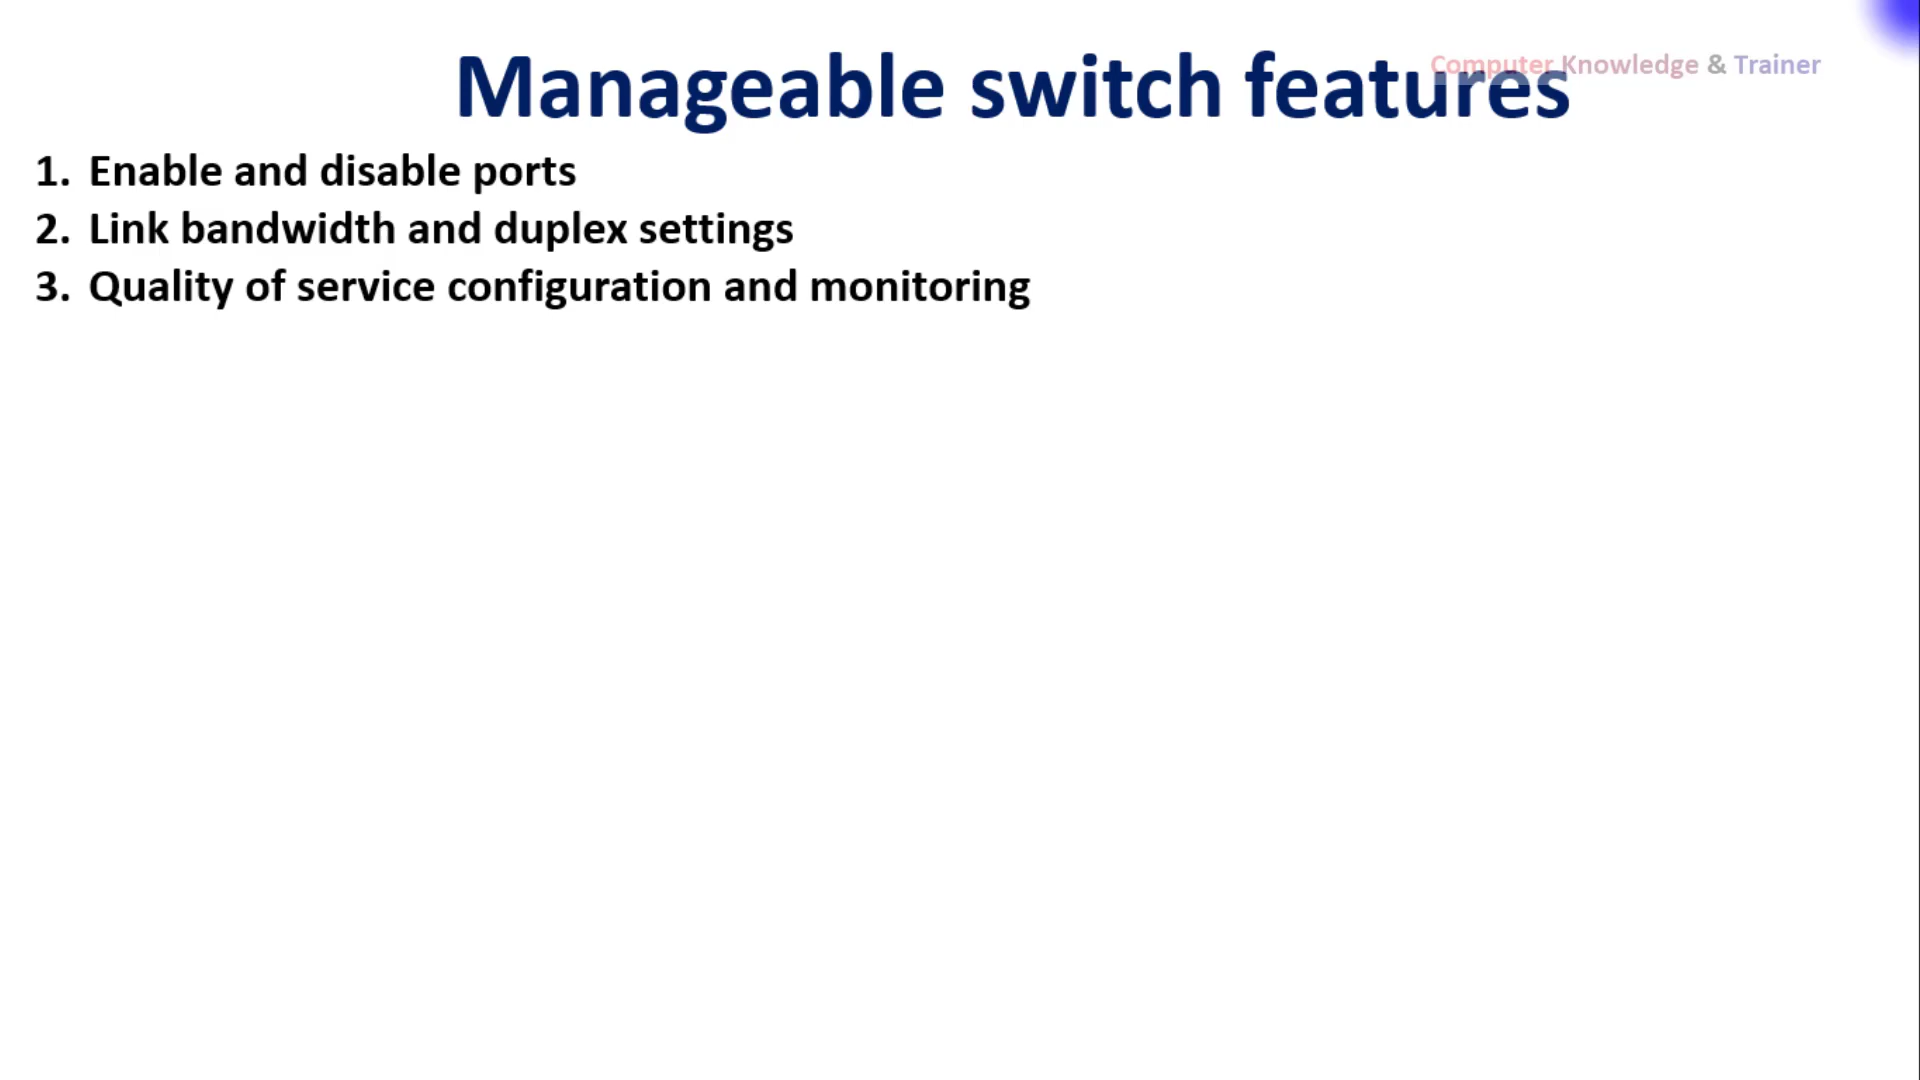 Manageable switch features
Computer Knowledge & Trainer
1. Enable and disable ports
2. Link bandwidth and duplex settings
3. Quality of service configuration and monitoring